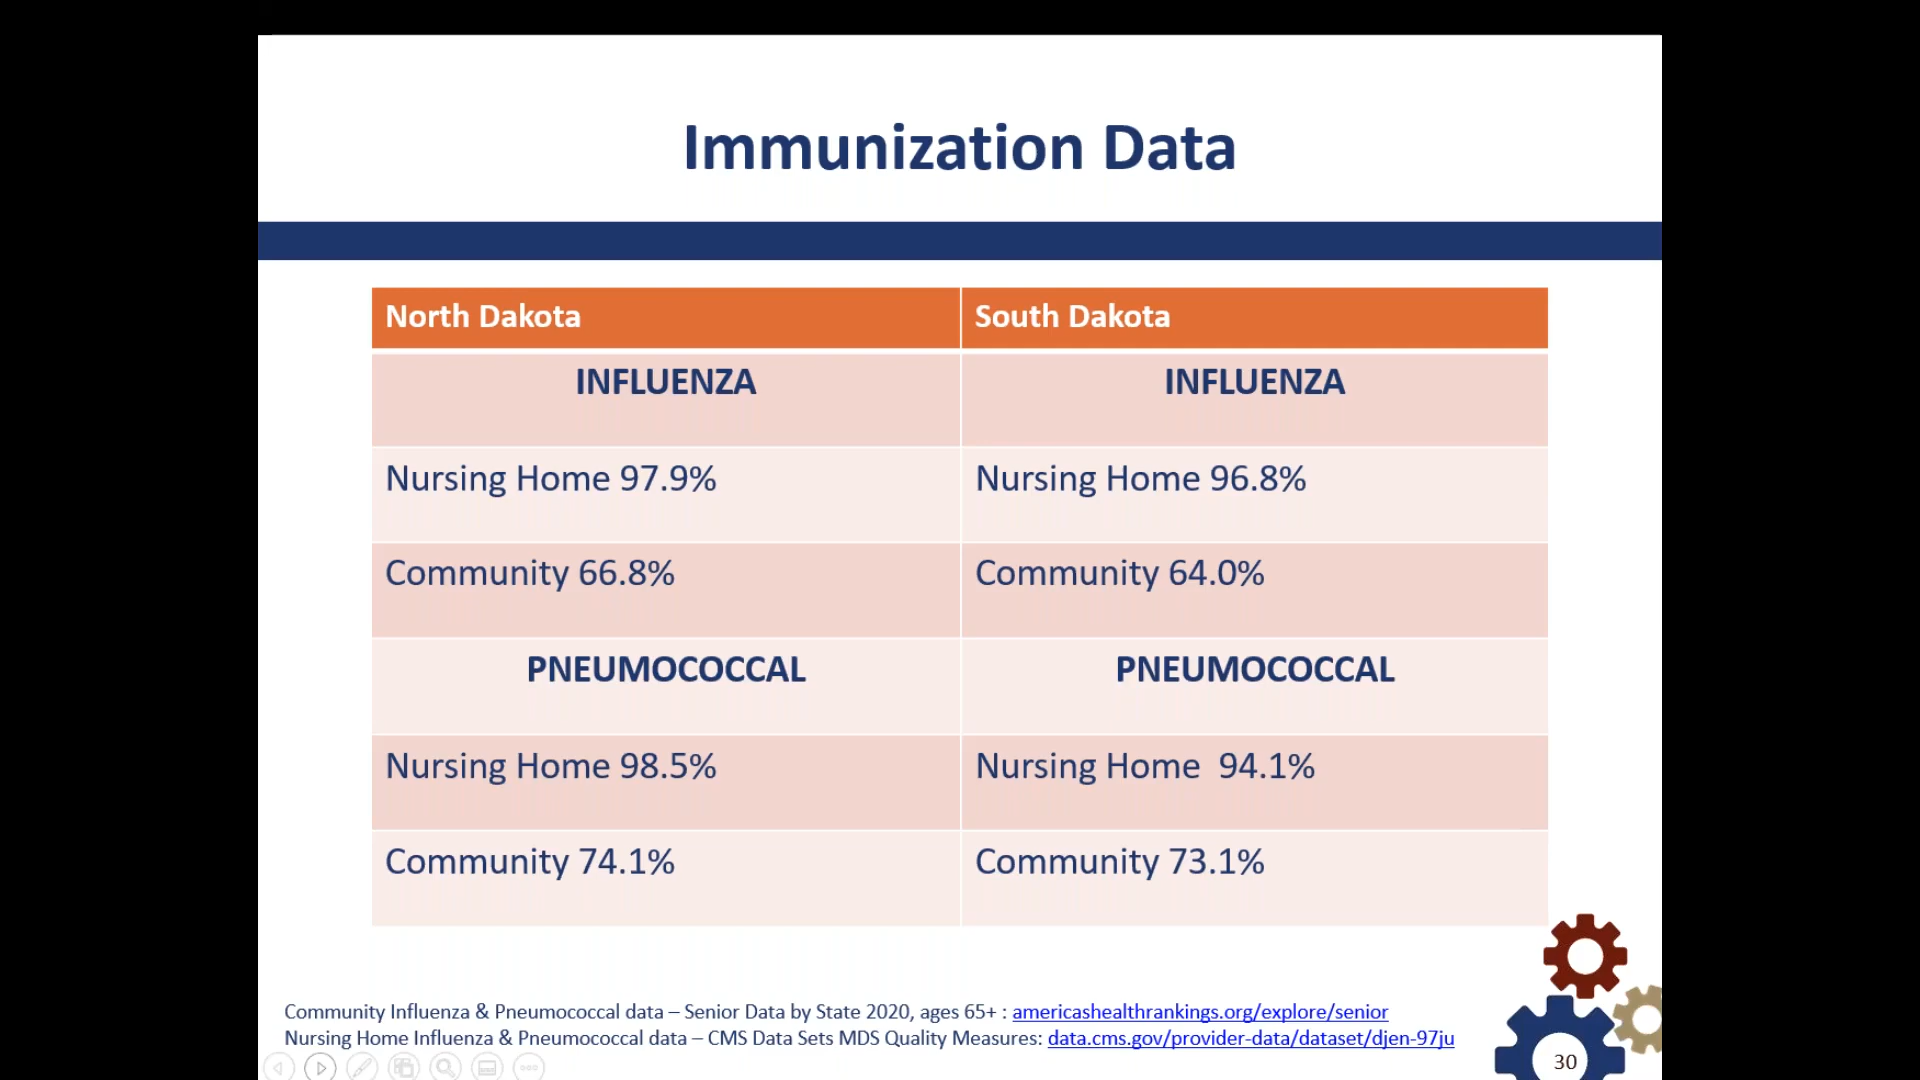 Immunization Data
North Dakota
South Dakota
INFLUENZA
INFLUENZA
Nursing Home 97.9%
Nursing Home 96.8%
Community 66.8%
Community 64.0%
PNEUMOCOCCAL
PNEUMOCOCCAL
Nursing Home 98.5%
Nursing Home 94.1%
Community 74.1%
Community 73.1%
Community Influenza & Pneumococcal data – Senior Data by State 2020, ages 65+ : americashealthrankings.org/explore/senior
Nursing Home Influenza & Pneumococcal data – CMS Data Sets MDS Quality Measures: data.cms.gov/provider-data/dataset/djen-97ju
30